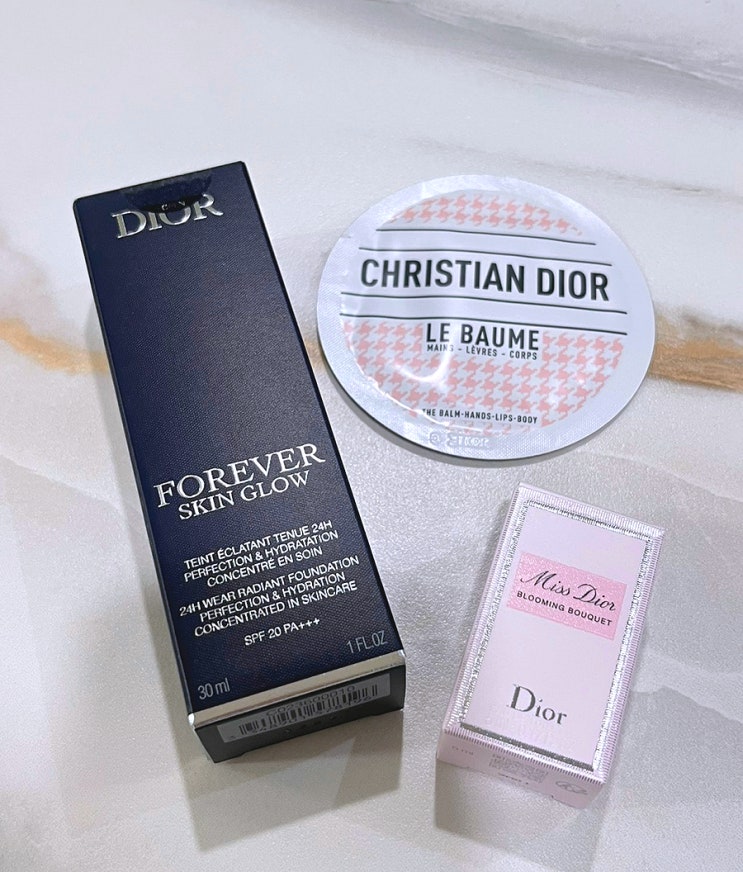 DIOR
FOREVER
SKIN GLOW
TEINT ÉCLATANT TENUE 24H
PERFECTION & HYDRATATION
CONCENTRÉ EN SOIN
24H WEAR RADIANT FOUNDATION
PERFECTION & HYDRATION
CONCENTRATED IN SKINCARE
SPF 20 PA+++
30 ml
1 FL.OZ
CHRISTIAN DIOR
LE BAUME
MAINS - LÈVRES - CORPS
THE BALM-HANDS-LIPS-BODY
DIOR
Miss Dior
BLOOMING BOUQUET
Dior